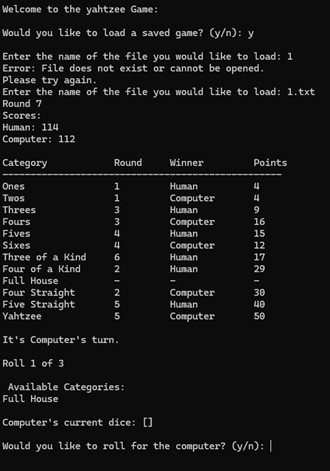 Welcome to the yahtzee Game:
Would you like to load a saved game? (y/n): y
Enter the name of the file you would like to load: 1
Error: File does not exist or cannot be opened.
Please try again.
Enter the name of the file you would like to load: 1.txt
Round 7
Scores:
Human: 114
Computer: 112
Category Round Winner Points
--------------------------------------------------
Ones 1 Human 4
Twos 1 Computer 4
Threes 3 Human 9
Fours 3 Computer 16
Fives 4 Human 15
Sixes 4 Computer 12
Three of a Kind 6 Human 17
Four of a Kind 2 Human 29
Full House - - -
Four Straight 2 Computer 30
Five Straight 5 Human 40
Yahtzee 5 Computer 50
It's Computer's turn.
Roll 1 of 3
Available Categories:
Full House
Computer's current dice: []
Would you like to roll for the computer? (y/n):